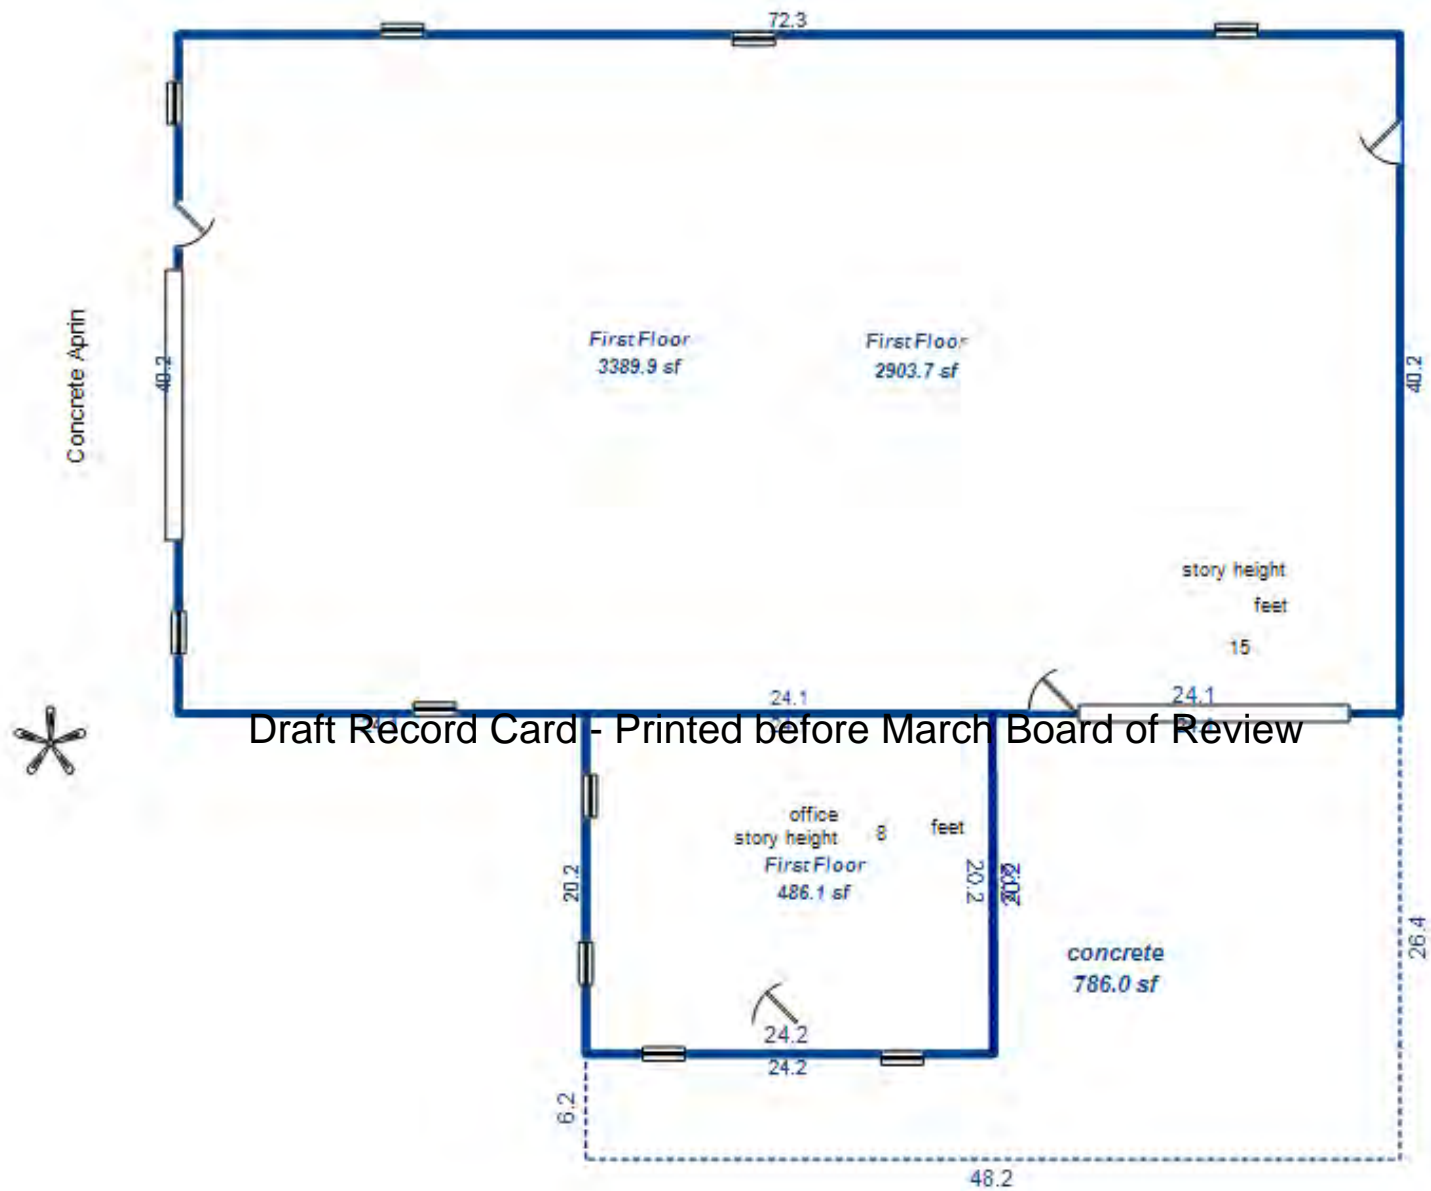 72.3
Concrete Aprin
40.2
First Floor
3389.9 sf
First Floor
2903.7 sf
40.2
story height
feet
15
24.1
24.1
Draft Record Card - Printed before March Board of Review
office
story height 8 feet
First Floor
486.1 sf
20.2
20.2
20.2
concrete
786.0 sf
26.4
24.2
24.2
6.2
48.2